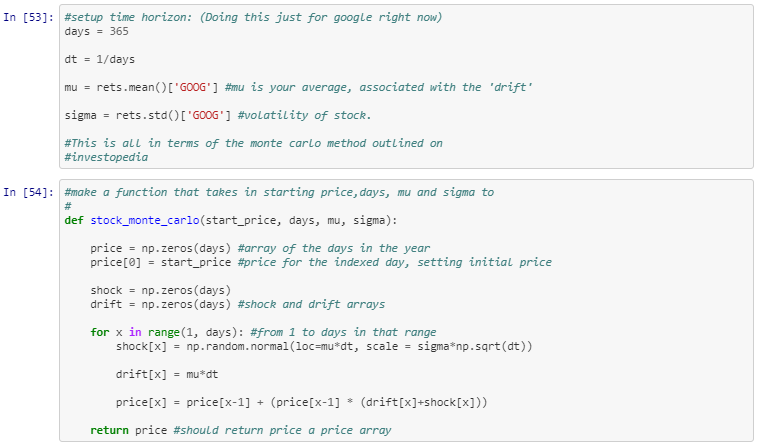 In [53]: #setup time horizon: (Doing this just for google right now)
days = 365
dt = 1/days
mu = rets.mean()['GOOG'] #mu is your average, associated with the 'drift'
sigma = rets.std()['GOOG'] #volatility of stock.
#This is all in terms of the monte carlo method outlined on
#investopedia
In [54]: #make a function that takes in starting price,days, mu and sigma to
#
def stock_monte_carlo(start_price, days, mu, sigma):
    price = np.zeros(days) #array of the days in the year
    price[0] = start_price #price for the indexed day, setting initial price
    shock = np.zeros(days)
    drift = np.zeros(days) #shock and drift arrays
    for x in range(1, days): #from 1 to days in that range
        shock[x] = np.random.normal(loc=mu*dt, scale = sigma*np.sqrt(dt))
        drift[x] = mu*dt
        price[x] = price[x-1] + (price[x-1] * (drift[x]+shock[x]))
    return price #should return price a price array